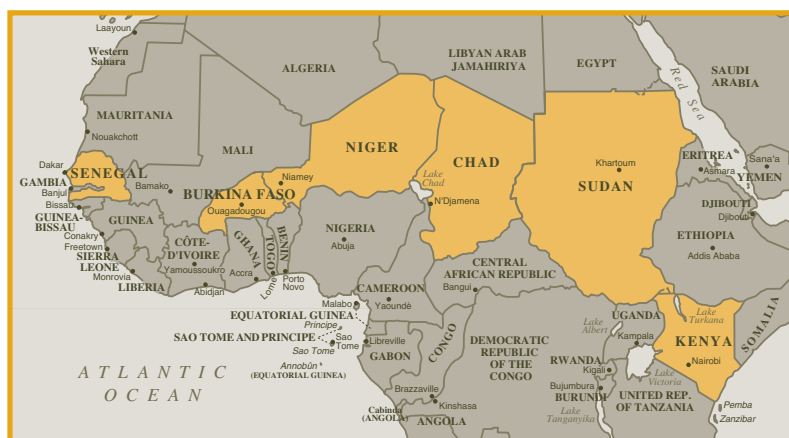 Laayoun
Western
Sahara
ALGERIA
LIBYAN ARAB
JAMAHIRIYA
EGYPT
Red Sea
SAUDI
ARABIA
MAURITANIA
Nouakchott
MALI
NIGER
CHAD
SUDAN
Khartoum
ERITREA
Asmara
Sana'a
YEMEN
Dakar
SENEGAL
GAMBIA
Banjul
Bissau
GUINEA-
BISSAU
Bamako
BURKINA FASO
Ouagadougou
Niamey
Lake
Chad
N'Djamena
DJIBOUTI
Djibouti
GUINEA
Conakry
Freetown
SIERRA
LEONE
Monrovia
LIBERIA
CÔTE-
D'IVOIRE
Yamoussoukro
Abidjan
GHANA
Accra
TOGO
Lome
BENIN
Porto
Novo
NIGERIA
Abuja
ETHIOPIA
Addis Ababa
CENTRAL
AFRICAN REPUBLIC
Bangui
CAMEROON
Yaoundè
Malabo
EQUATORIAL GUINEA
Principe
SAO TOME AND PRINCIPE
Sao
Tome
Sao Tome
Annobûn
(EQUATORIAL GUINEA)
Libreville
GABON
CONGO
DEMOCRATIC
REPUBLIC
OF THE
CONGO
UGANDA
Lake
Albert
Kampala
Lake
Turkana
KENYA
Nairobi
SOMALIA
RWANDA
Kigali
Bujumbura
BURUNDI
Lake
Victoria
Lake
Tanganyika
UNITED REP.
OF TANZANIA
Pemba
Zanzibar
ATLANTIC
OCEAN
Brazzaville
Kinshasa
Cabinda
(ANGOLA)
ANGOLA